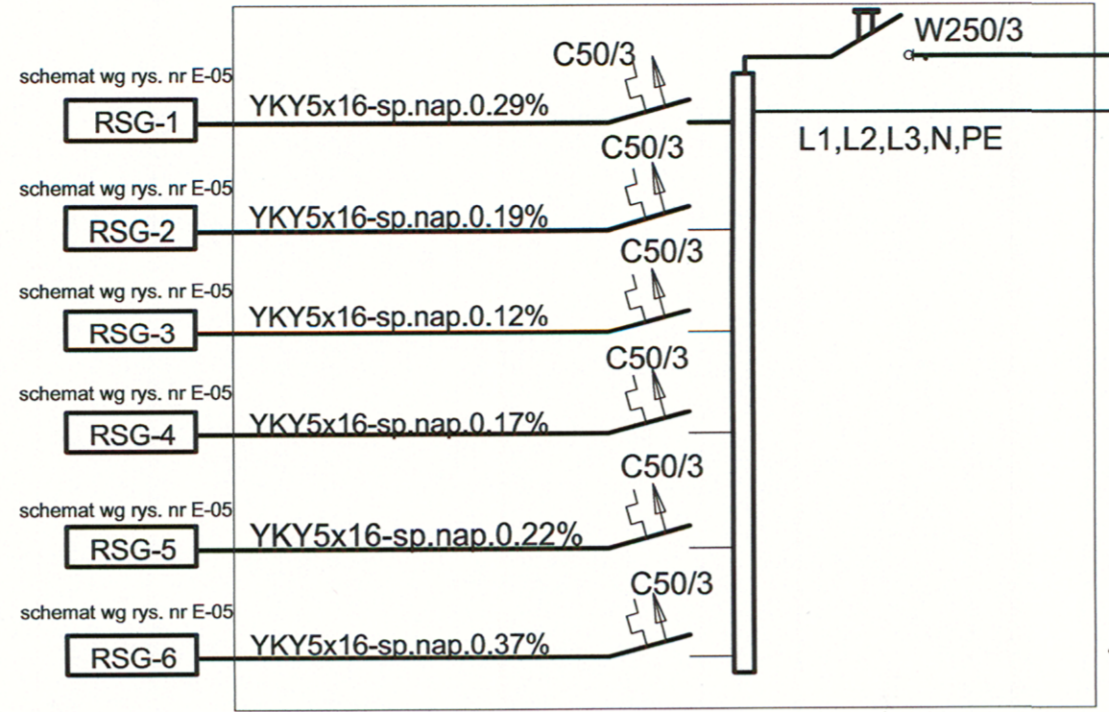 W250/3
C50/3
schemat wg rys. nr E-05
RSG-1
YKY5x16-sp.nap.0.29%
L1,L2,L3,N,PE
C50/3
schemat wg rys. nr E-05
RSG-2
YKY5x16-sp.nap.0.19%
C50/3
schemat wg rys. nr E-05
RSG-3
YKY5x16-sp.nap.0.12%
C50/3
schemat wg rys. nr E-05
RSG-4
YKY5x16-sp.nap.0.17%
C50/3
schemat wg rys. nr E-05
RSG-5
YKY5x16-sp.nap.0.22%
C50/3
schemat wg rys. nr E-05
RSG-6
YKY5x16-sp.nap.0.37%